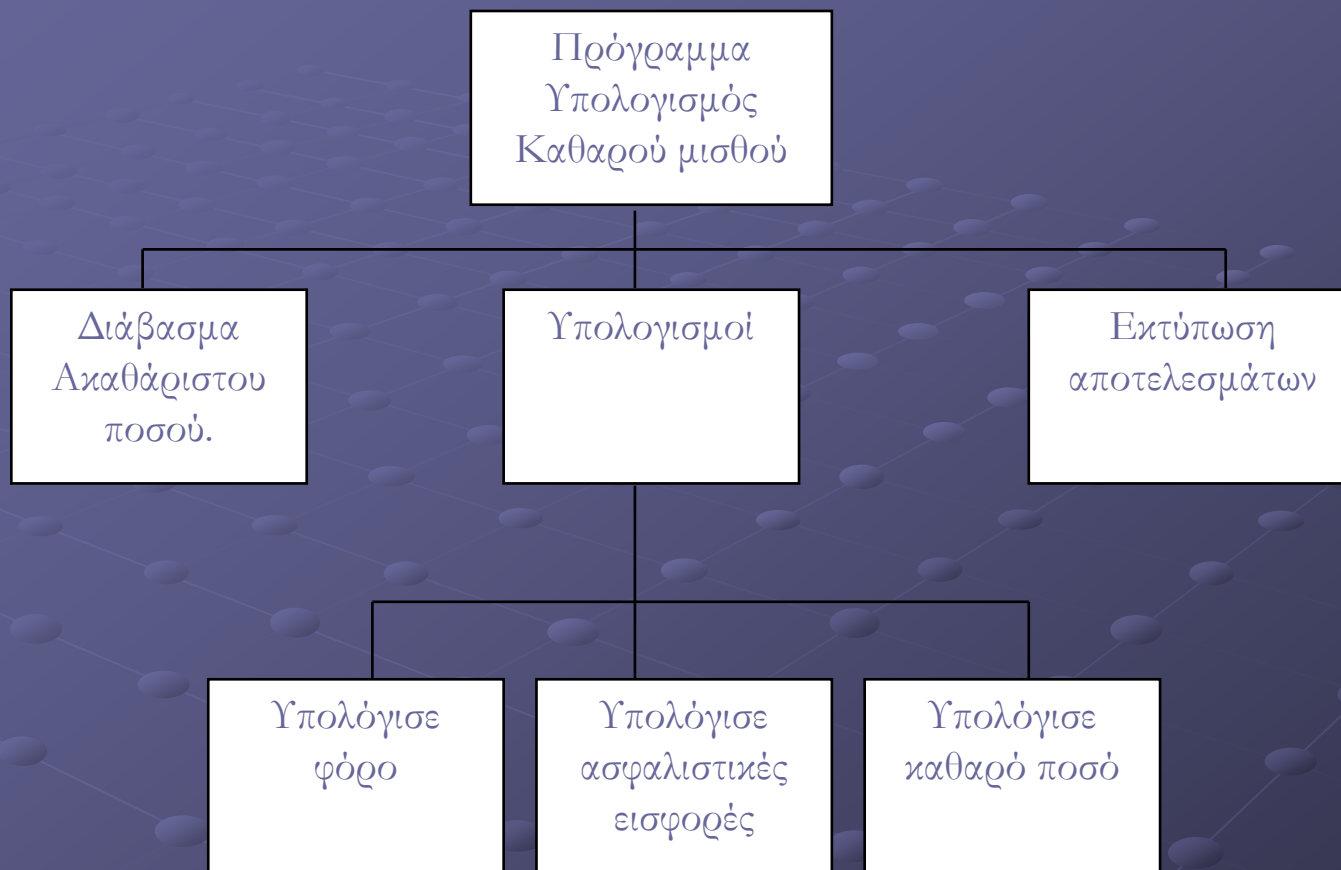 Πρόγραμμα
Υπολογισμός
Καθαρού μισθού
Διάβασμα
Ακαθάριστου
ποσού.
Υπολογισμοί
Εκτύπωση
αποτελεσμάτων
Υπολόγισε
φόρο
Υπολόγισε
ασφαλιστικές
εισφορές
Υπολόγισε
καθαρό ποσό